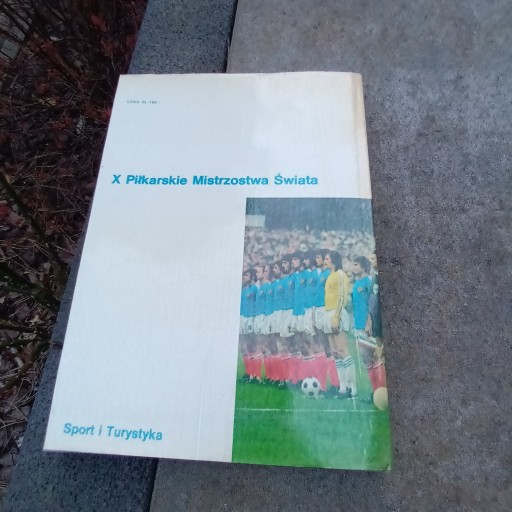 X Piłkarskie Mistrzostwa Świata
Sport i Turystyka